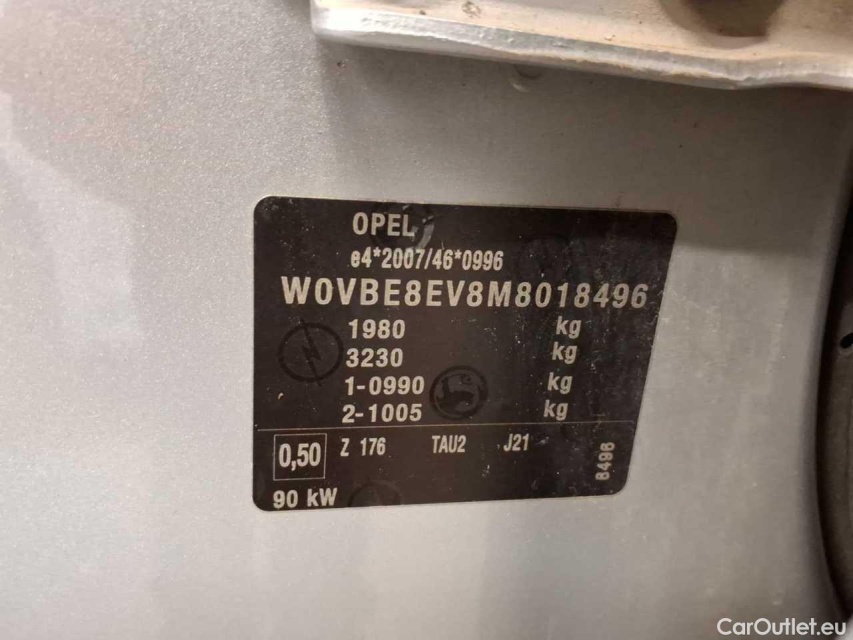 OPEL
e4*2007/46*0996
W0VBE8EV8M8018496
1980 kg
3230 kg
1-0990 kg
2-1005 kg
0,50 Z 176 TAU2 J21
8496
90 kW
CarOutlet.eu